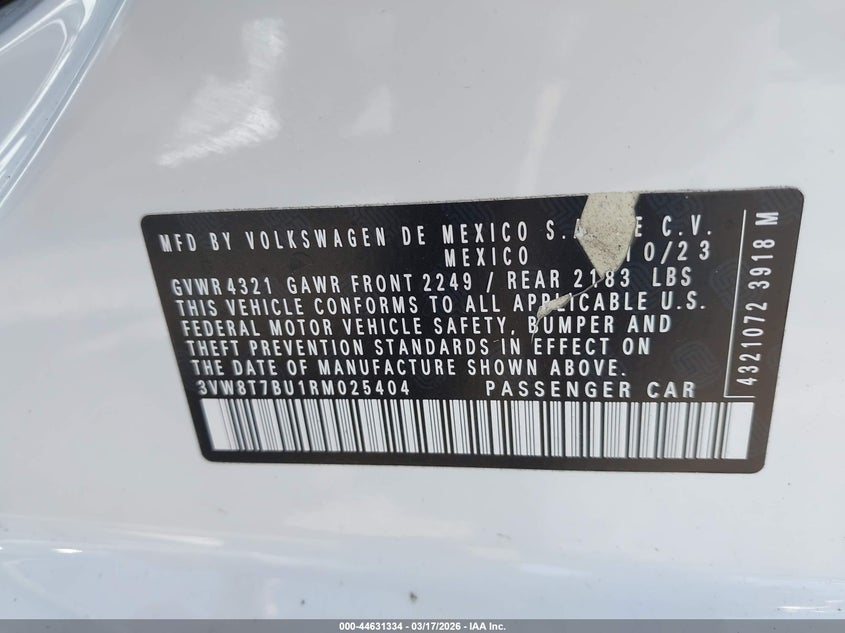 MFD BY VOLKSWAGEN DE MEXICO S.A. E C.V.
MEXICO 10/23
GVWR 4321 GAWR FRONT 2249 / REAR 2183 LBS
THIS VEHICLE CONFORMS TO ALL APPLICABLE U.S.
FEDERAL MOTOR VEHICLE SAFETY, BUMPER AND
THEFT PREVENTION STANDARDS IN EFFECT ON
THE DATE OF MANUFACTURE SHOWN ABOVE.
3VW8T7BU1RM025404 PASSENGER CAR
4321072 3918 M
000-44631334 - 03/17/2026 - IAA Inc.